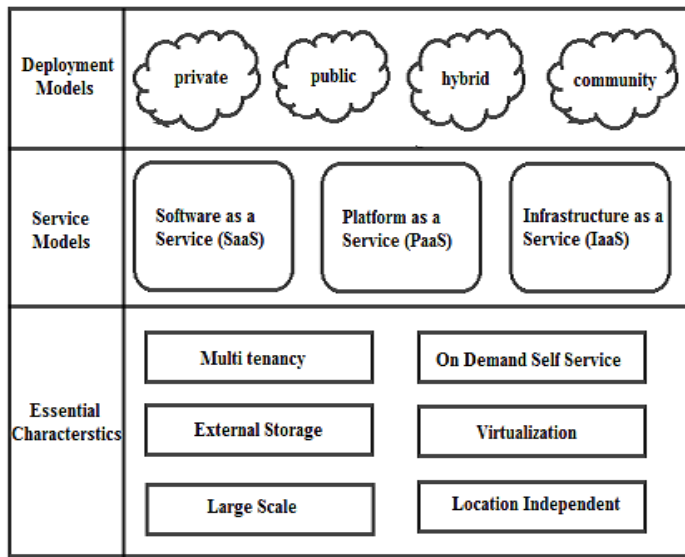 Deployment
Models
private
public
hybrid
community
Service
Models
Software as a
Service (SaaS)
Platform as a
Service (PaaS)
Infrastructure as a
Service (IaaS)
Essential
Characterstics
Multi tenancy
On Demand Self Service
External Storage
Virtualization
Large Scale
Location Independent